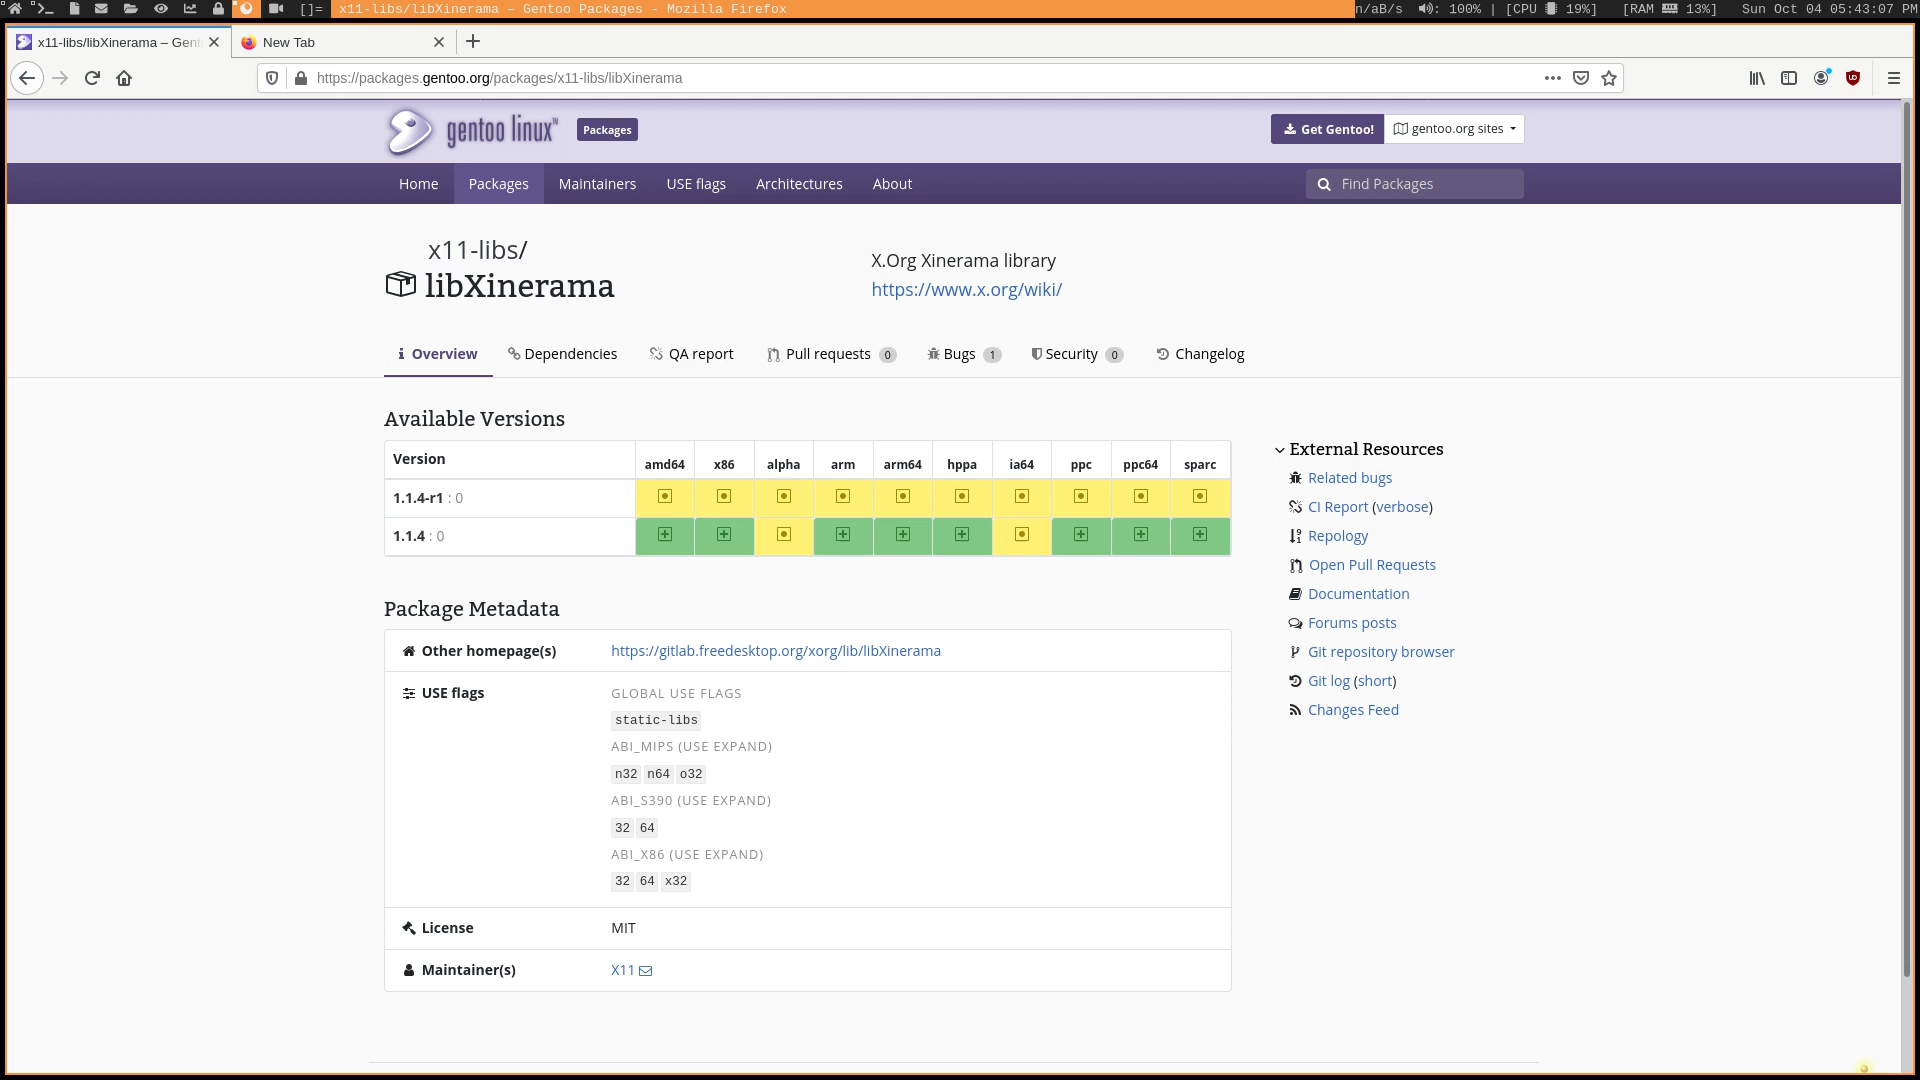 []= x11-libs/libXinerama – Gentoo Packages - Mozilla Firefox n/aB/s : 100% | [CPU 19%] [RAM 13%] Sun Oct 04 05:43:07 PM
x11-libs/libXinerama – Gent New Tab
https://packages.gentoo.org/packages/x11-libs/libXinerama
gentoo linux Packages Get Gentoo! gentoo.org sites
Home Packages Maintainers USE flags Architectures About Find Packages
x11-libs/
libXinerama
X.Org Xinerama library
https://www.x.org/wiki/
Overview Dependencies QA report Pull requests 0 Bugs 1 Security 0 Changelog
Available Versions
Version amd64 x86 alpha arm arm64 hppa ia64 ppc ppc64 sparc
1.1.4-r1 : 0
1.1.4 : 0
Package Metadata
Other homepage(s) https://gitlab.freedesktop.org/xorg/lib/libXinerama
USE flags GLOBAL USE FLAGS
static-libs
ABI_MIPS (USE EXPAND)
n32 n64 o32
ABI_S390 (USE EXPAND)
32 64
ABI_X86 (USE EXPAND)
32 64 x32
License MIT
Maintainer(s) X11
External Resources
Related bugs
CI Report (verbose)
Repology
Open Pull Requests
Documentation
Forums posts
Git repository browser
Git log (short)
Changes Feed